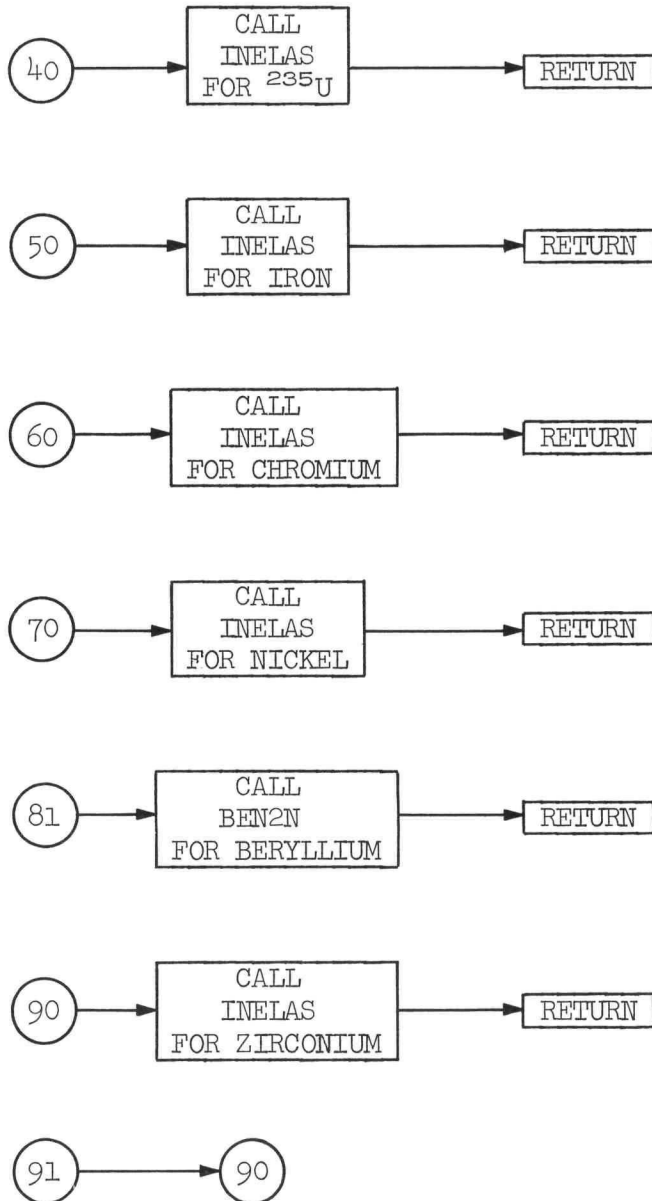 40
CALL
INELAS
FOR ²³⁵U
RETURN
50
CALL
INELAS
FOR IRON
RETURN
60
CALL
INELAS
FOR CHROMIUM
RETURN
70
CALL
INELAS
FOR NICKEL
RETURN
81
CALL
BEN2N
FOR BERYLLIUM
RETURN
90
CALL
INELAS
FOR ZIRCONIUM
RETURN
91
90